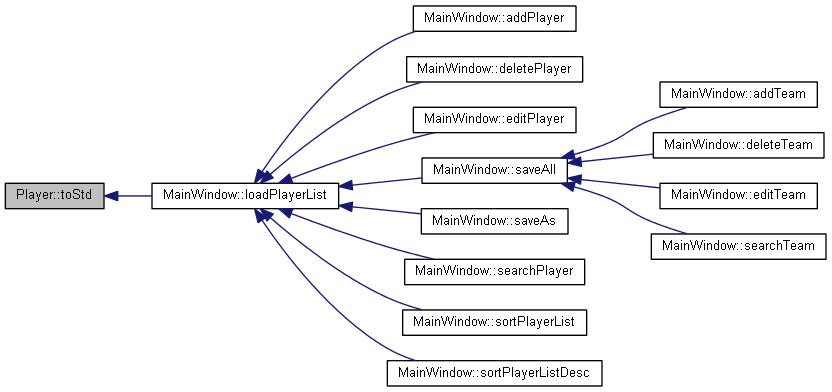 Player::toStd
MainWindow::loadPlayerList
MainWindow::addPlayer
MainWindow::deletePlayer
MainWindow::editPlayer
MainWindow::saveAll
MainWindow::saveAs
MainWindow::searchPlayer
MainWindow::sortPlayerList
MainWindow::sortPlayerListDesc
MainWindow::addTeam
MainWindow::deleteTeam
MainWindow::editTeam
MainWindow::searchTeam